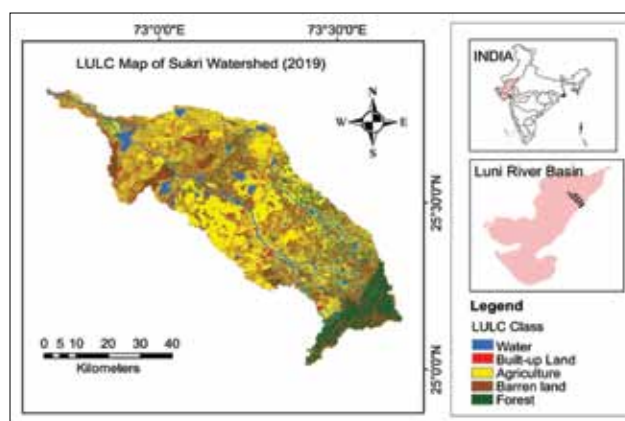 73°0'0"E 73°30'0"E
LULC Map of Sukri Watershed (2019)
N
W E
S
25°30'0"N
25°0'0"N
0 5 10 20 30 40
Kilometers
INDIA
Luni River Basin
Legend
LULC Class
Water
Built-up Land
Agriculture
Barren land
Forest